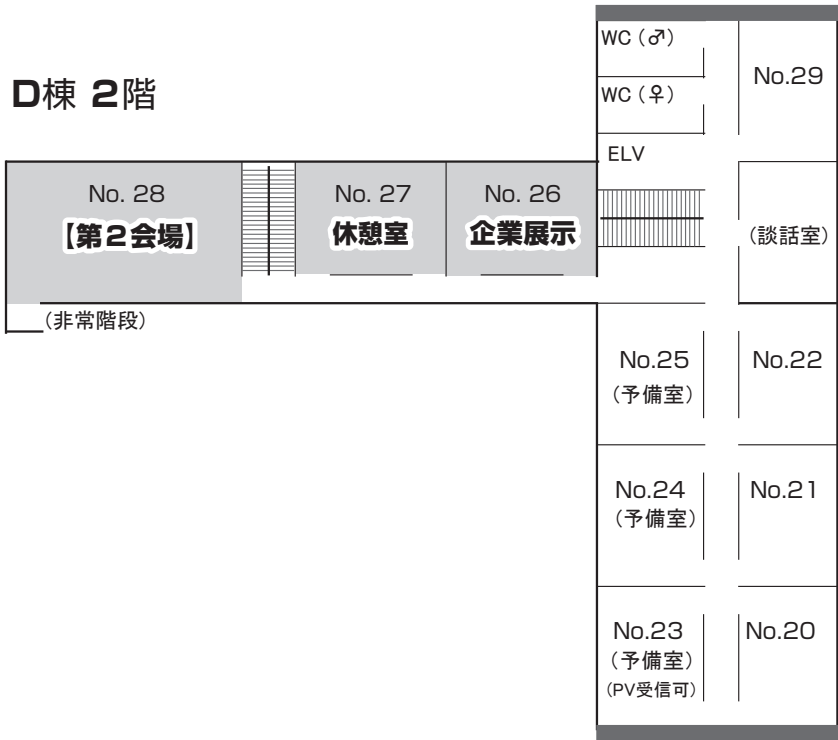 D棟 2階
WC(♂)
WC(♀)
ELV
No.29
(談話室)
No. 28
【第2会場】
No. 27
休憩室
No. 26
企業展示
(非常階段)
No.25
(予備室)
No.22
No.24
(予備室)
No.21
No.23
(予備室)
(PV受信可)
No.20